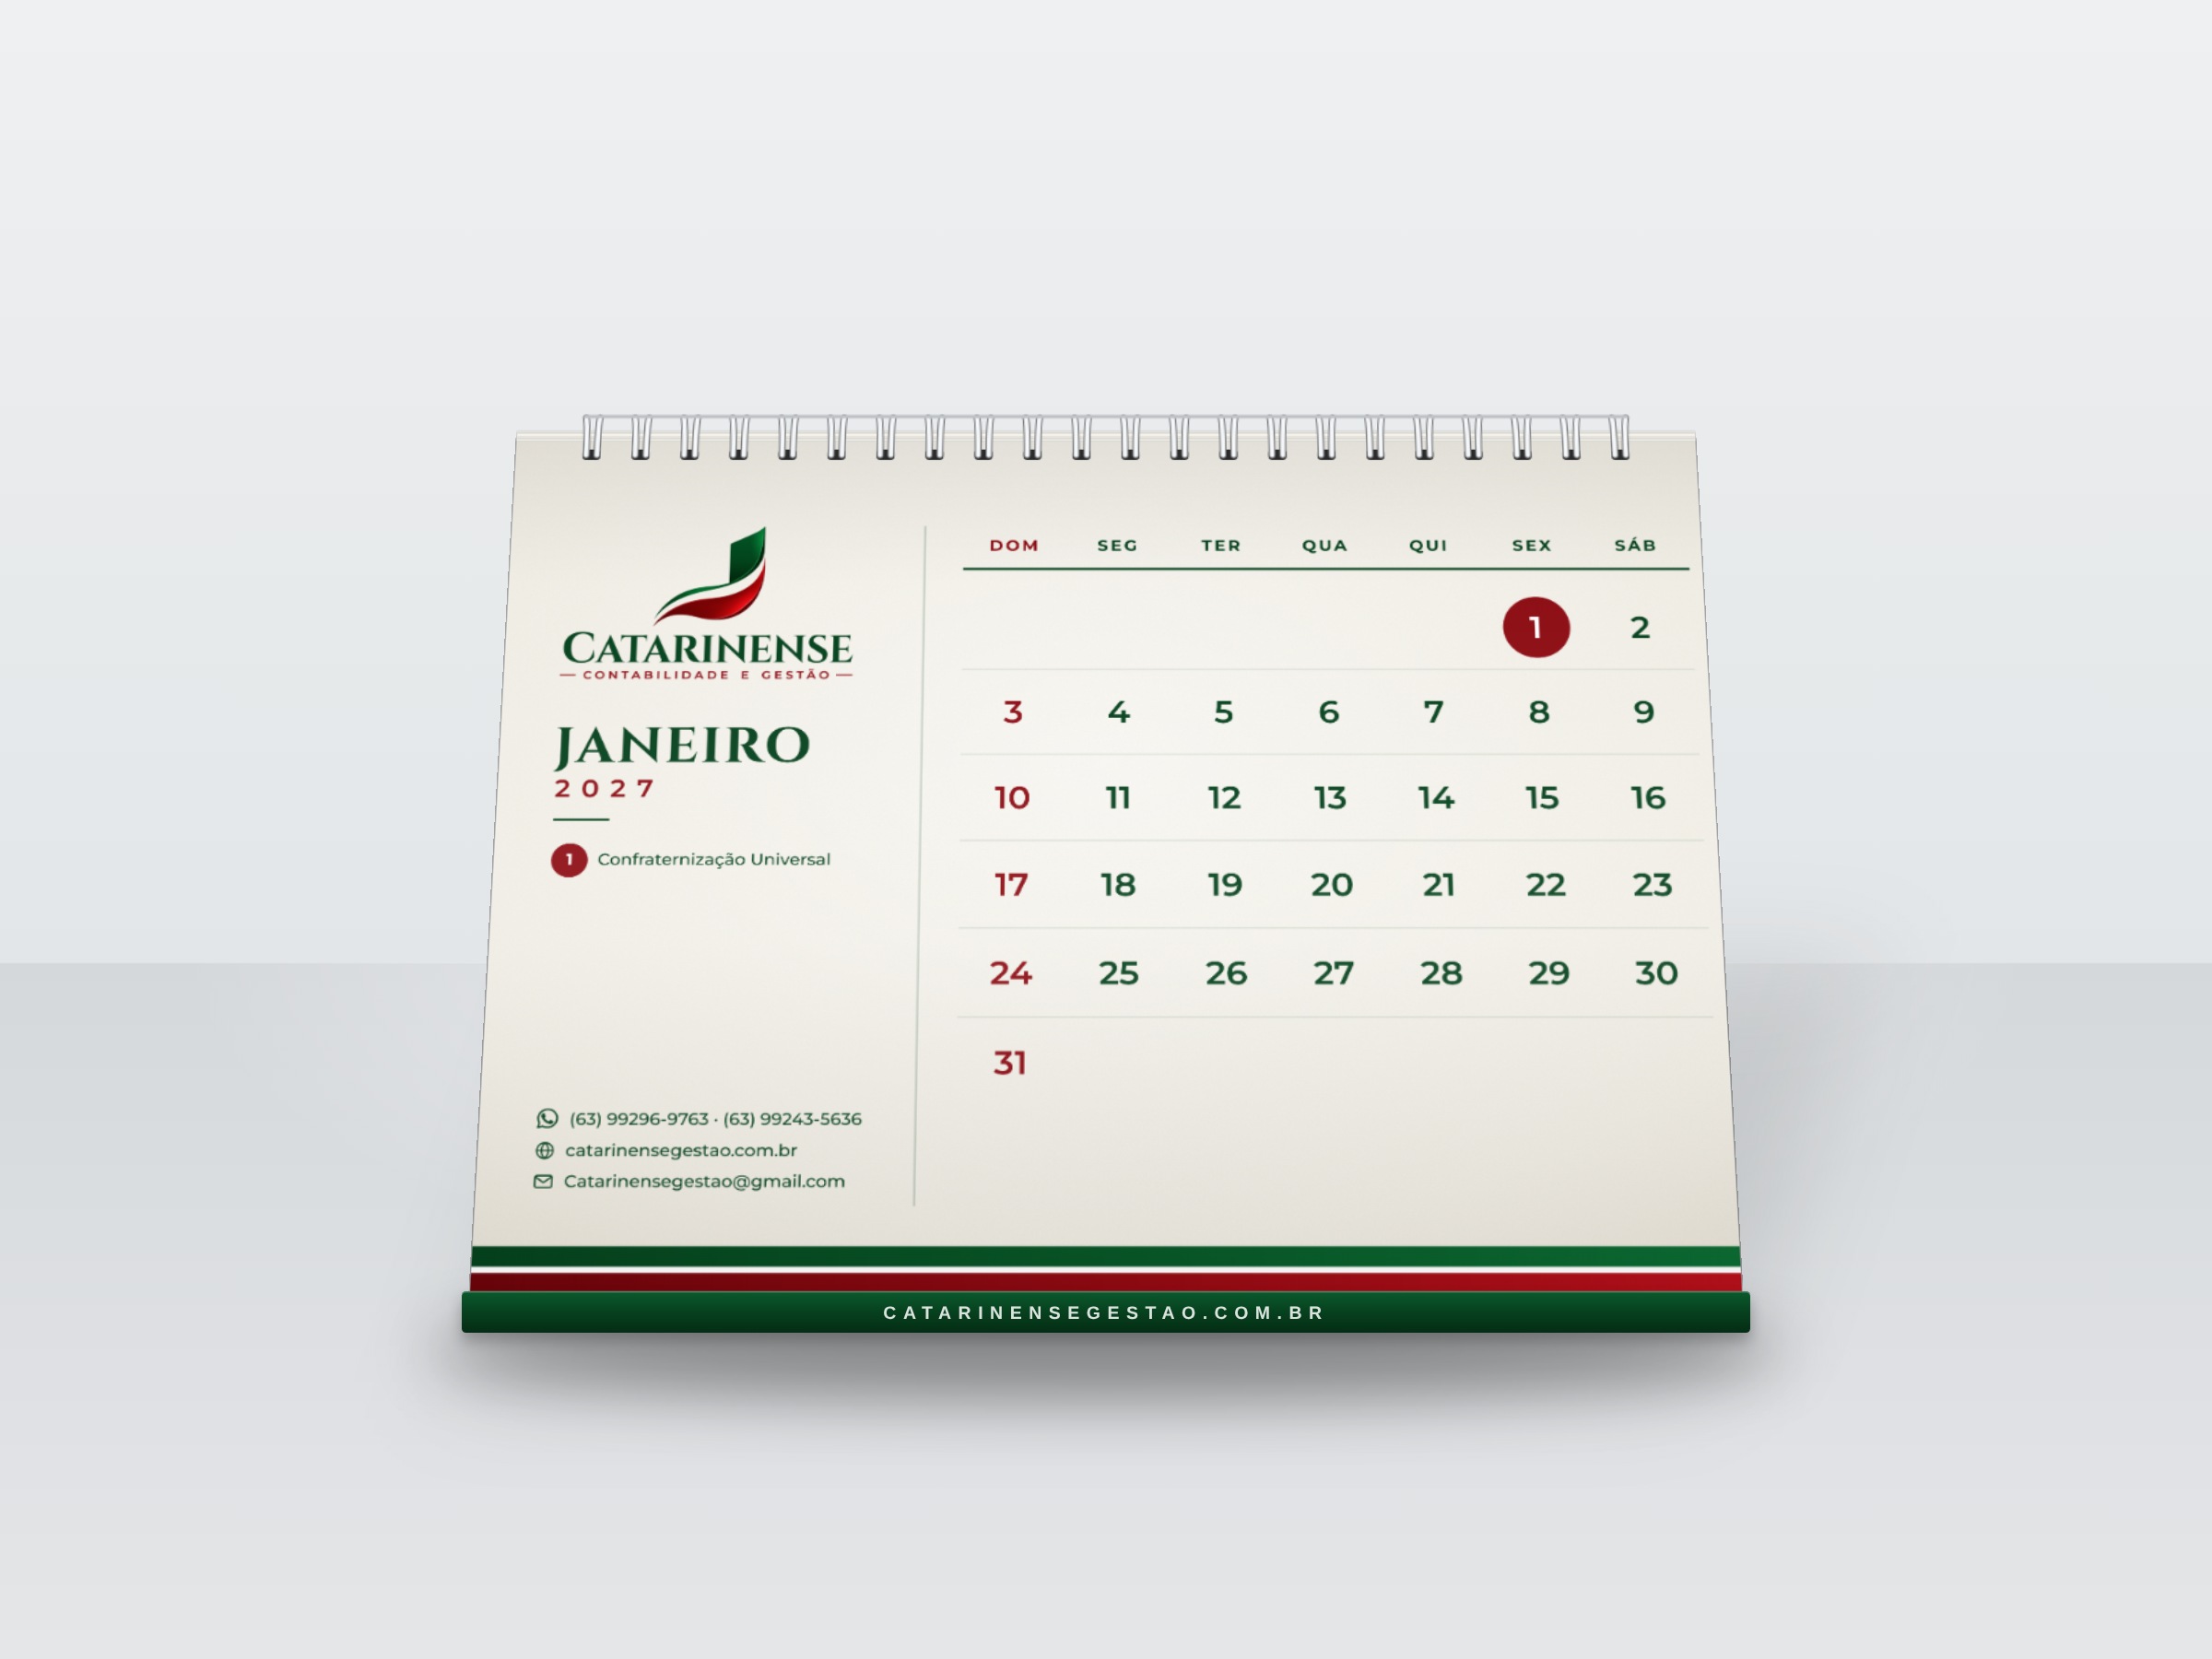 CATARINENSE
CONTABILIDADE E GESTÃO
JANEIRO
2027
1 Confraternização Universal
(63) 99296-9763 · (63) 99243-5636
catarinensegestao.com.br
Catarinensegestao@gmail.com
DOM SEG TER QUA QUI SEX SÁB
1 2
3 4 5 6 7 8 9
10 11 12 13 14 15 16
17 18 19 20 21 22 23
24 25 26 27 28 29 30
31
CATARINENSEGESTAO.COM.BR